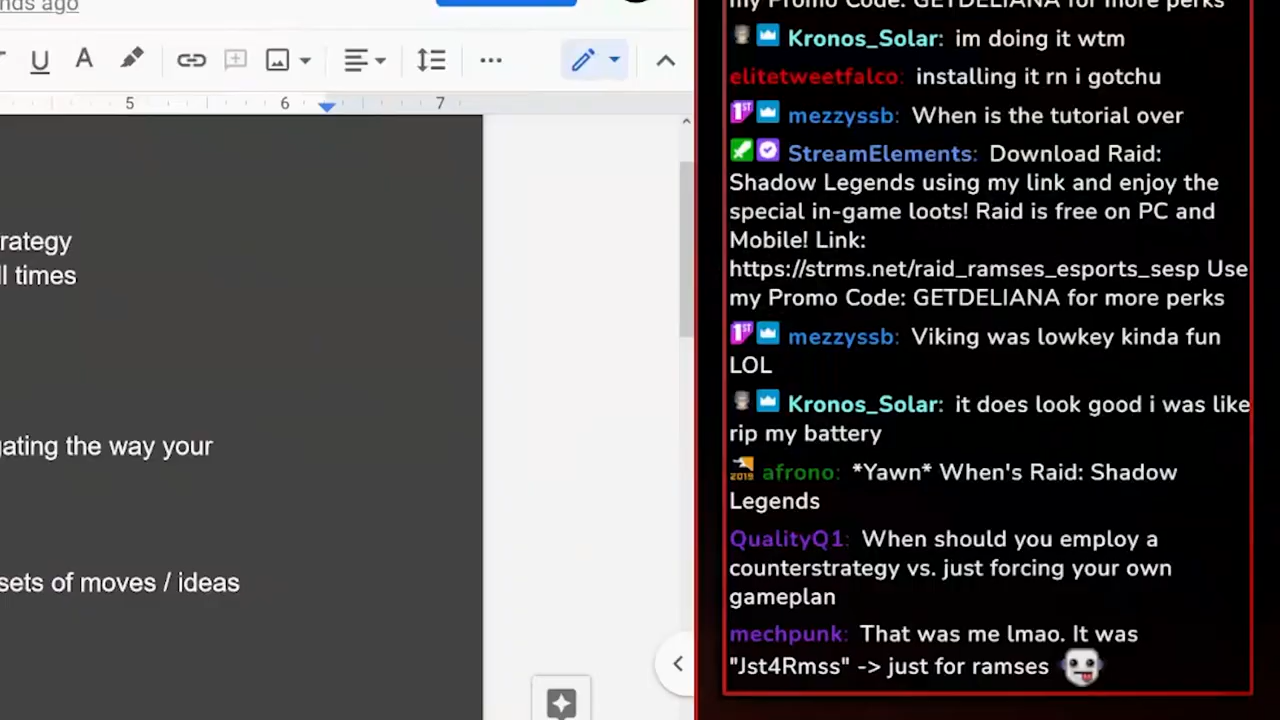 nds ago
U A
5 6 7
rategy
ll times
gating the way your
sets of moves / ideas
my Promo Code: GETDELIANA for more perks
Kronos_Solar: im doing it wtm
elitetweetfalco: installing it rn i gotchu
1ST mezzyssb: When is the tutorial over
StreamElements: Download Raid:
Shadow Legends using my link and enjoy the
special in-game loots! Raid is free on PC and
Mobile! Link:
https://strms.net/raid_ramses_esports_sesp Use
my Promo Code: GETDELIANA for more perks
1ST mezzyssb: Viking was lowkey kinda fun
LOL
Kronos_Solar: it does look good i was like
rip my battery
2019 afrono: *Yawn* When's Raid: Shadow
Legends
QualityQ1: When should you employ a
counterstrategy vs. just forcing your own
gameplan
mechpunk: That was me lmao. It was
"Jst4Rmss" -> just for ramses